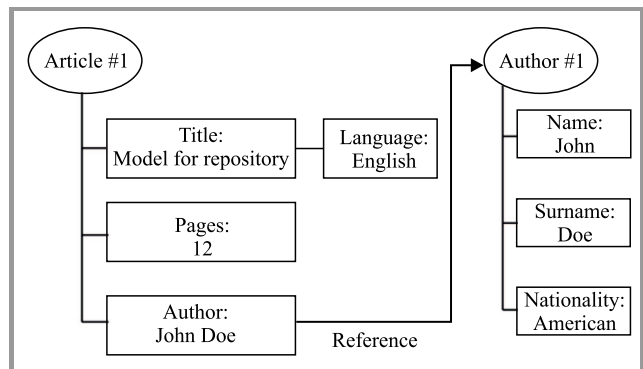 Article #1
Title:
Model for repository
Language:
English
Pages:
12
Author:
John Doe
Reference
Author #1
Name:
John
Surname:
Doe
Nationality:
American